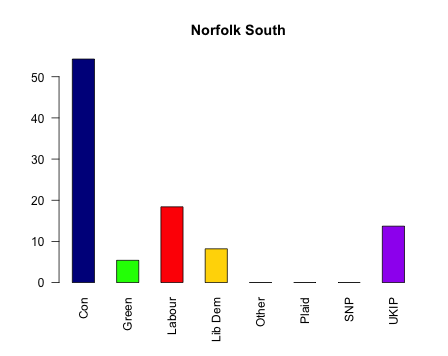 Norfolk South
50
40
30
20
10
0
Con
Green
Labour
Lib Dem
Other
Plaid
SNP
UKIP